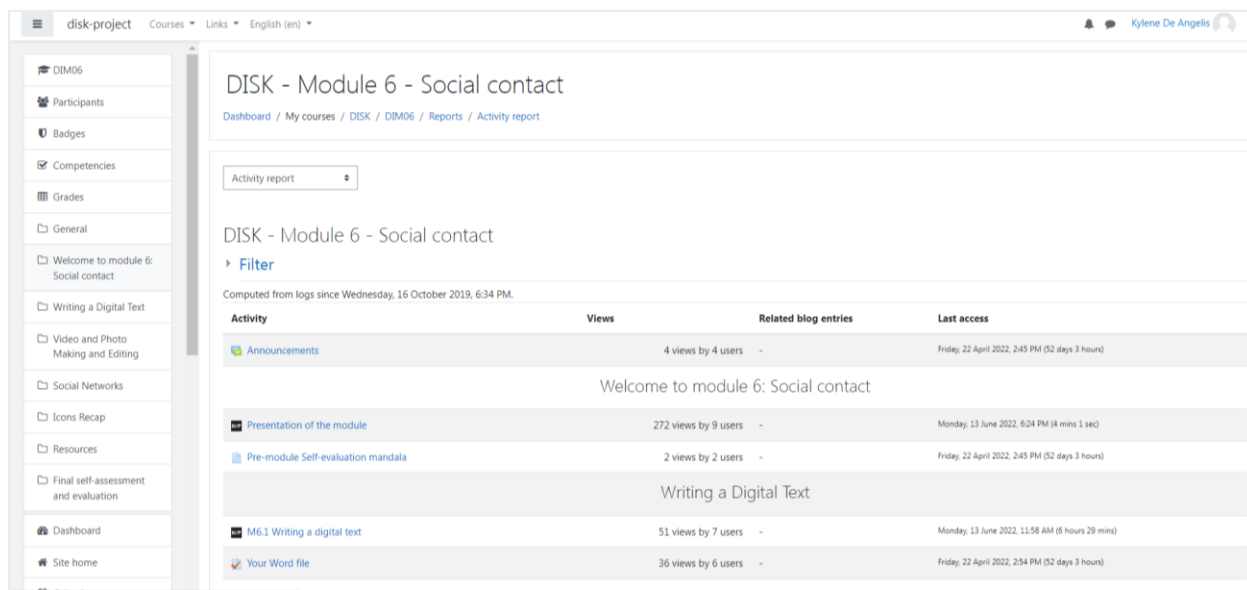 disk-project Courses Links English (en) Kylene De Angelis
DIM06
Participants
Badges
Competencies
Grades
General
Welcome to module 6:
Social contact
Writing a Digital Text
Video and Photo
Making and Editing
Social Networks
Icons Recap
Resources
Final self-assessment
and evaluation
Dashboard
Site home
DISK - Module 6 - Social contact
Dashboard / My courses / DISK / DIM06 / Reports / Activity report
Activity report
DISK - Module 6 - Social contact
Filter
Computed from logs since Wednesday, 16 October 2019, 6:34 PM.
Activity Views Related blog entries Last access
Announcements 4 views by 4 users - Friday, 22 April 2022, 2:45 PM (52 days 3 hours)
Welcome to module 6: Social contact
Presentation of the module 272 views by 9 users - Monday, 13 June 2022, 6:24 PM (4 mins 1 sec)
Pre-module Self-evaluation mandala 2 views by 2 users - Friday, 22 April 2022, 2:45 PM (52 days 3 hours)
Writing a Digital Text
M6.1 Writing a digital text 51 views by 7 users - Monday, 13 June 2022, 11:58 AM (6 hours 29 mins)
Your Word file 36 views by 6 users - Friday, 22 April 2022, 2:54 PM (52 days 3 hours)